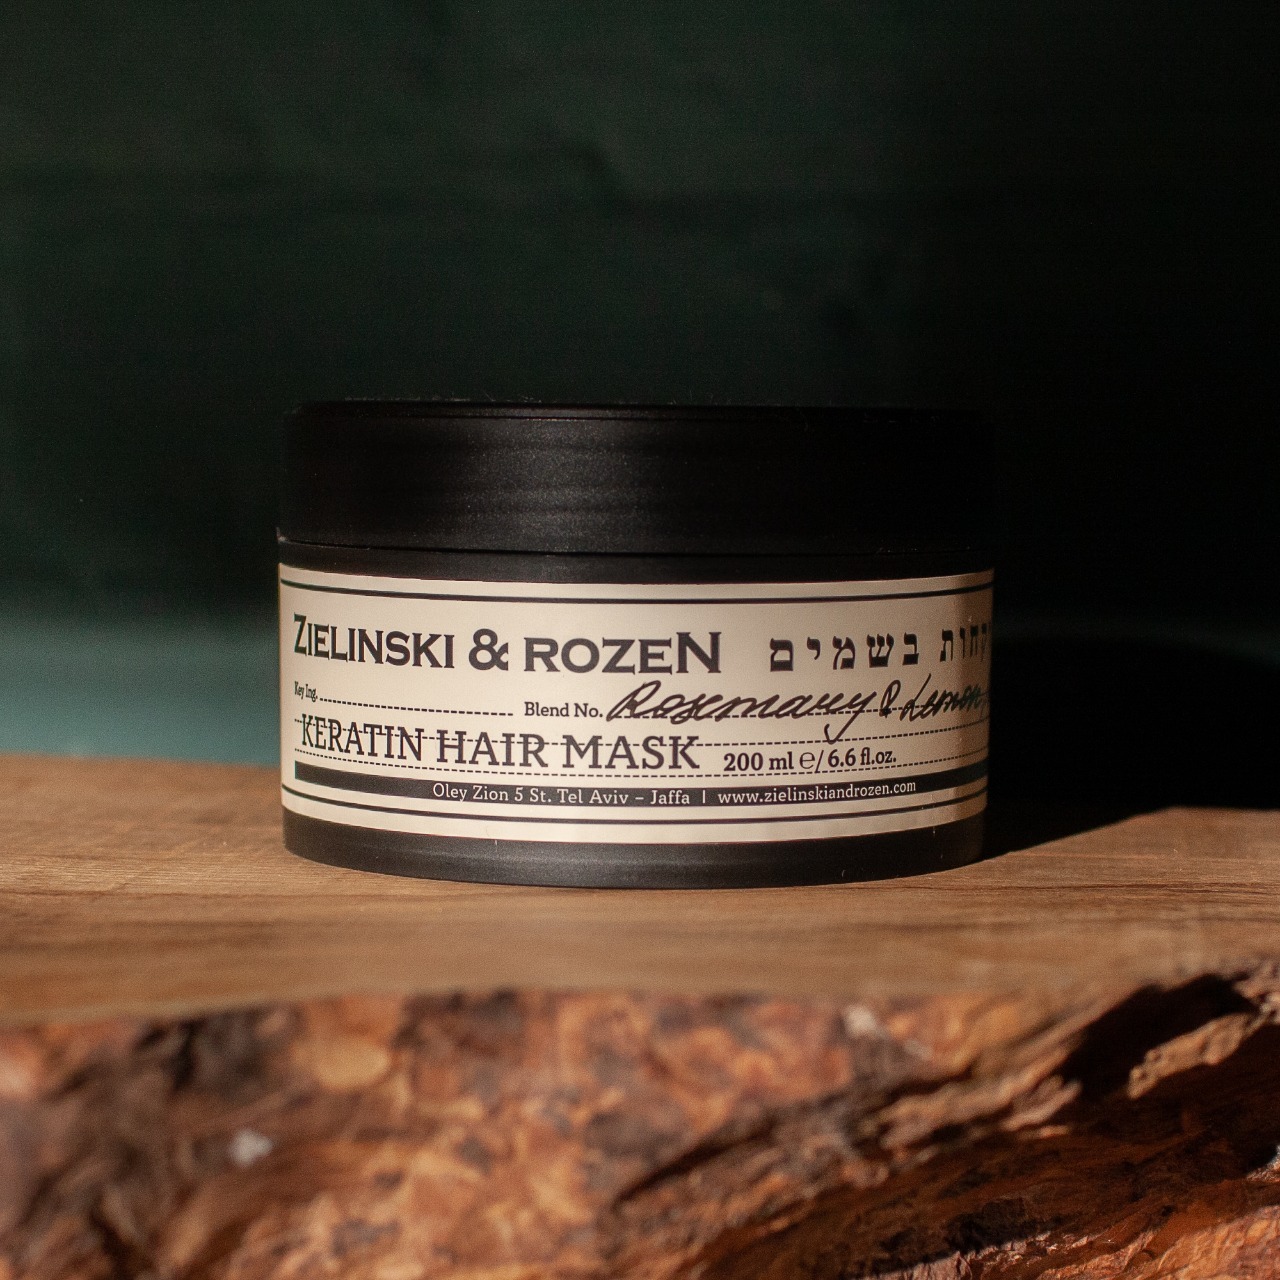 ZIELINSKI & ROZEN בשמים
Key Ing. Blend No. Rosemary & Lemon,
KERATIN HAIR MASK 200 ml ℮/ 6.6 fl.oz.
Oley Zion 5 St. Tel Aviv – Jaffa | www.zielinskiandrozen.com